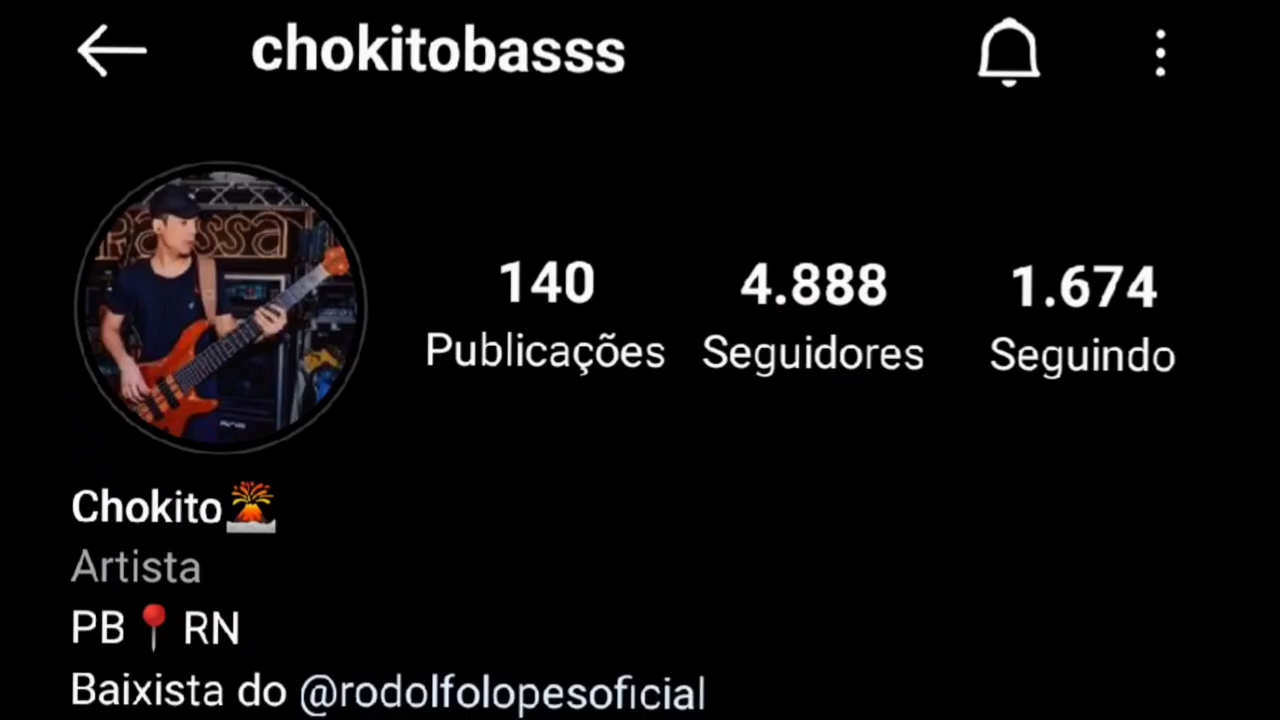 chokitobasss
140 4.888 1.674
Publicações Seguidores Seguindo
Chokito🌋
Artista
PB📍RN
Baixista do @rodolfolopesoficial